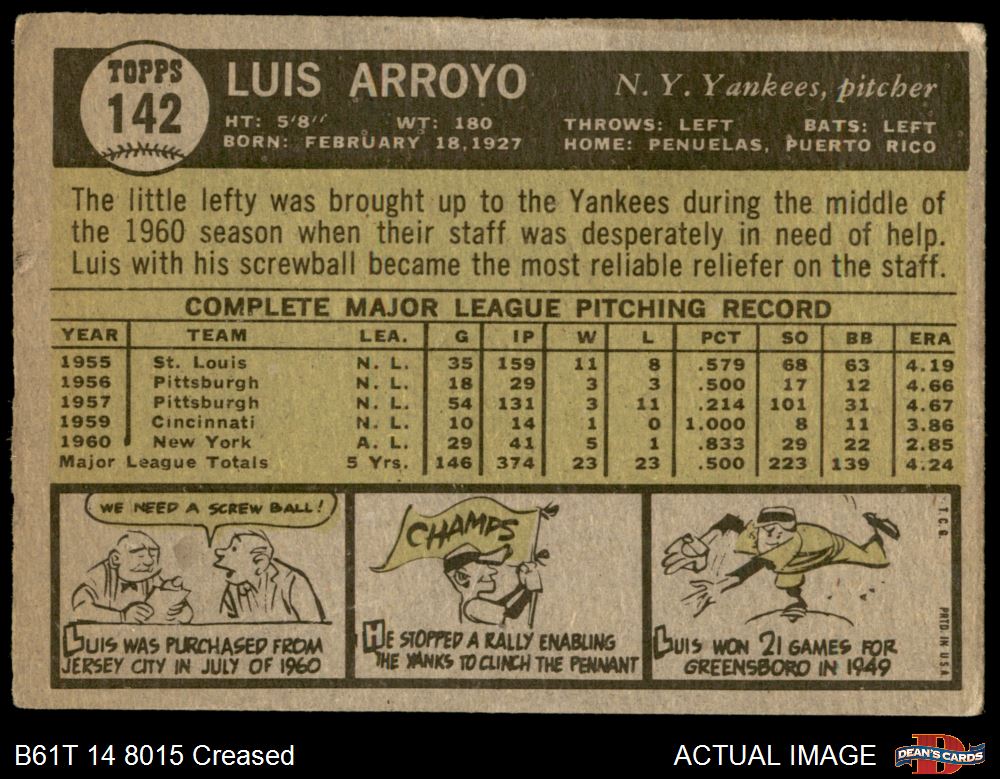 TOPPS
142
LUIS ARROYO
N. Y. Yankees, pitcher
HT: 5'8" WT: 180 THROWS: LEFT BATS: LEFT
BORN: FEBRUARY 18, 1927 HOME: PENUELAS, PUERTO RICO
The little lefty was brought up to the Yankees during the middle of
the 1960 season when their staff was desperately in need of help.
Luis with his screwball became the most reliable reliefer on the staff.
COMPLETE MAJOR LEAGUE PITCHING RECORD
YEAR TEAM LEA. G IP W L PCT SO BB ERA
1955 St. Louis N. L. 35 159 11 8 .579 68 63 4.19
1956 Pittsburgh N. L. 18 29 3 3 .500 17 12 4.66
1957 Pittsburgh N. L. 54 131 3 11 .214 101 31 4.67
1959 Cincinnati N. L. 10 14 1 0 1.000 8 11 3.86
1960 New York A. L. 29 41 5 1 .833 29 22 2.85
Major League Totals 5 Yrs. 146 374 23 23 .500 223 139 4.24
WE NEED A SCREW BALL!
LUIS WAS PURCHASED FROM
JERSEY CITY IN JULY OF 1960
CHAMPS
HE STOPPED A RALLY ENABLING
THE YANKS TO CLINCH THE PENNANT
LUIS WON 21 GAMES FOR
GREENSBORO IN 1949
T.C.G. PRTD IN U.S.A.
B61T 14 8015 Creased
ACTUAL IMAGE
DEAN'S CARDS